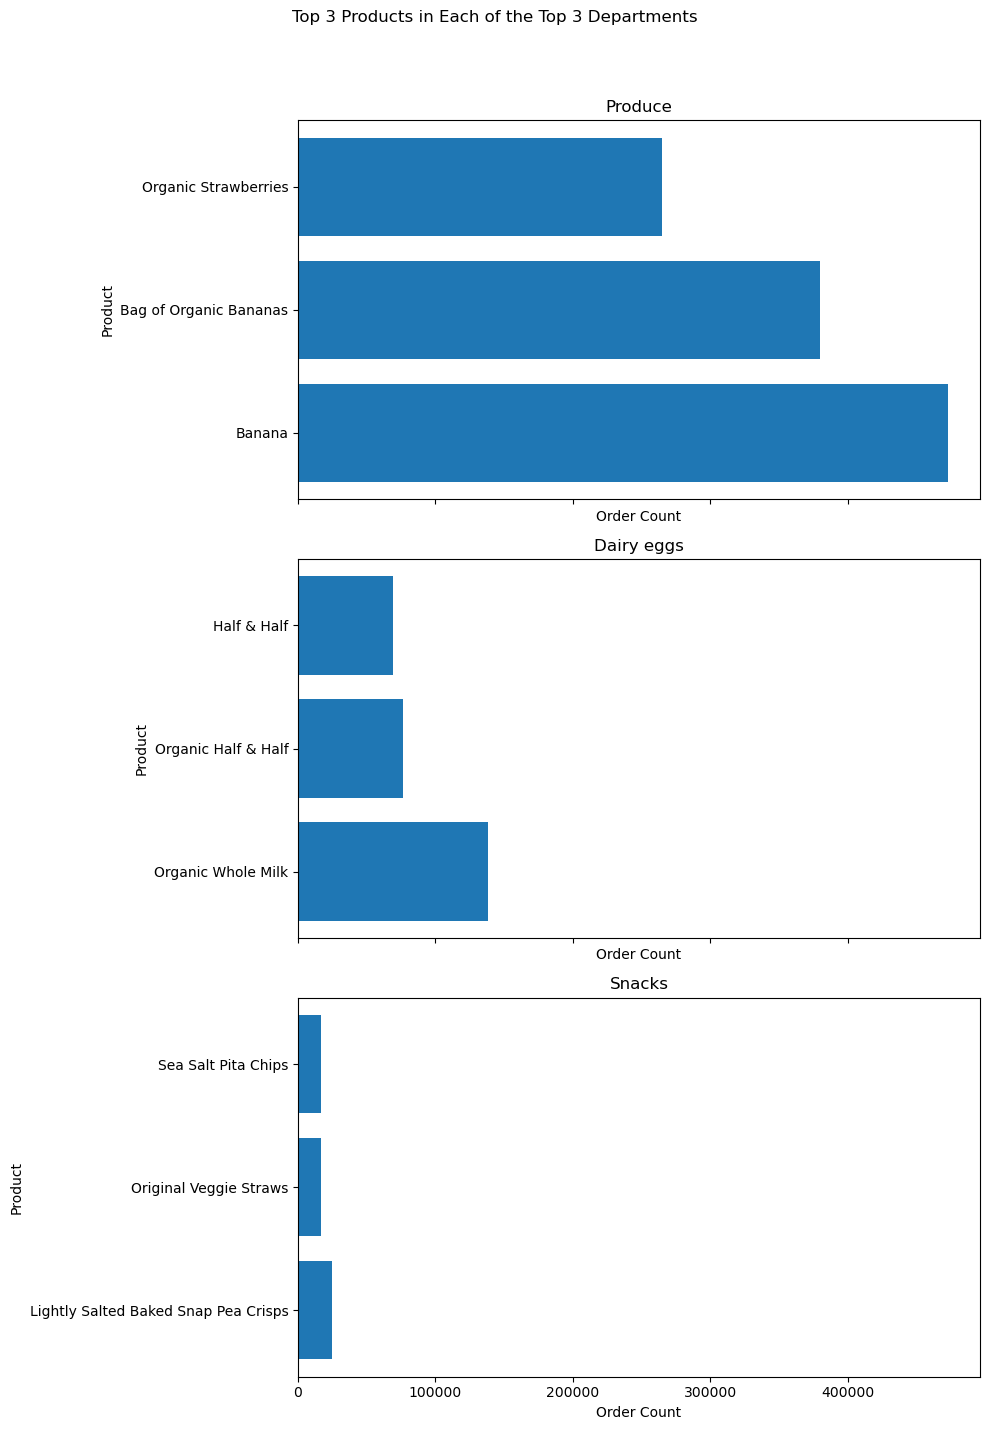 Top 3 Products in Each of the Top 3 Departments
Produce
Product
Organic Strawberries
Bag of Organic Bananas
Banana
Order Count
Dairy eggs
Product
Half & Half
Organic Half & Half
Organic Whole Milk
Order Count
Snacks
Product
Sea Salt Pita Chips
Original Veggie Straws
Lightly Salted Baked Snap Pea Crisps
0 100000 200000 300000 400000
Order Count